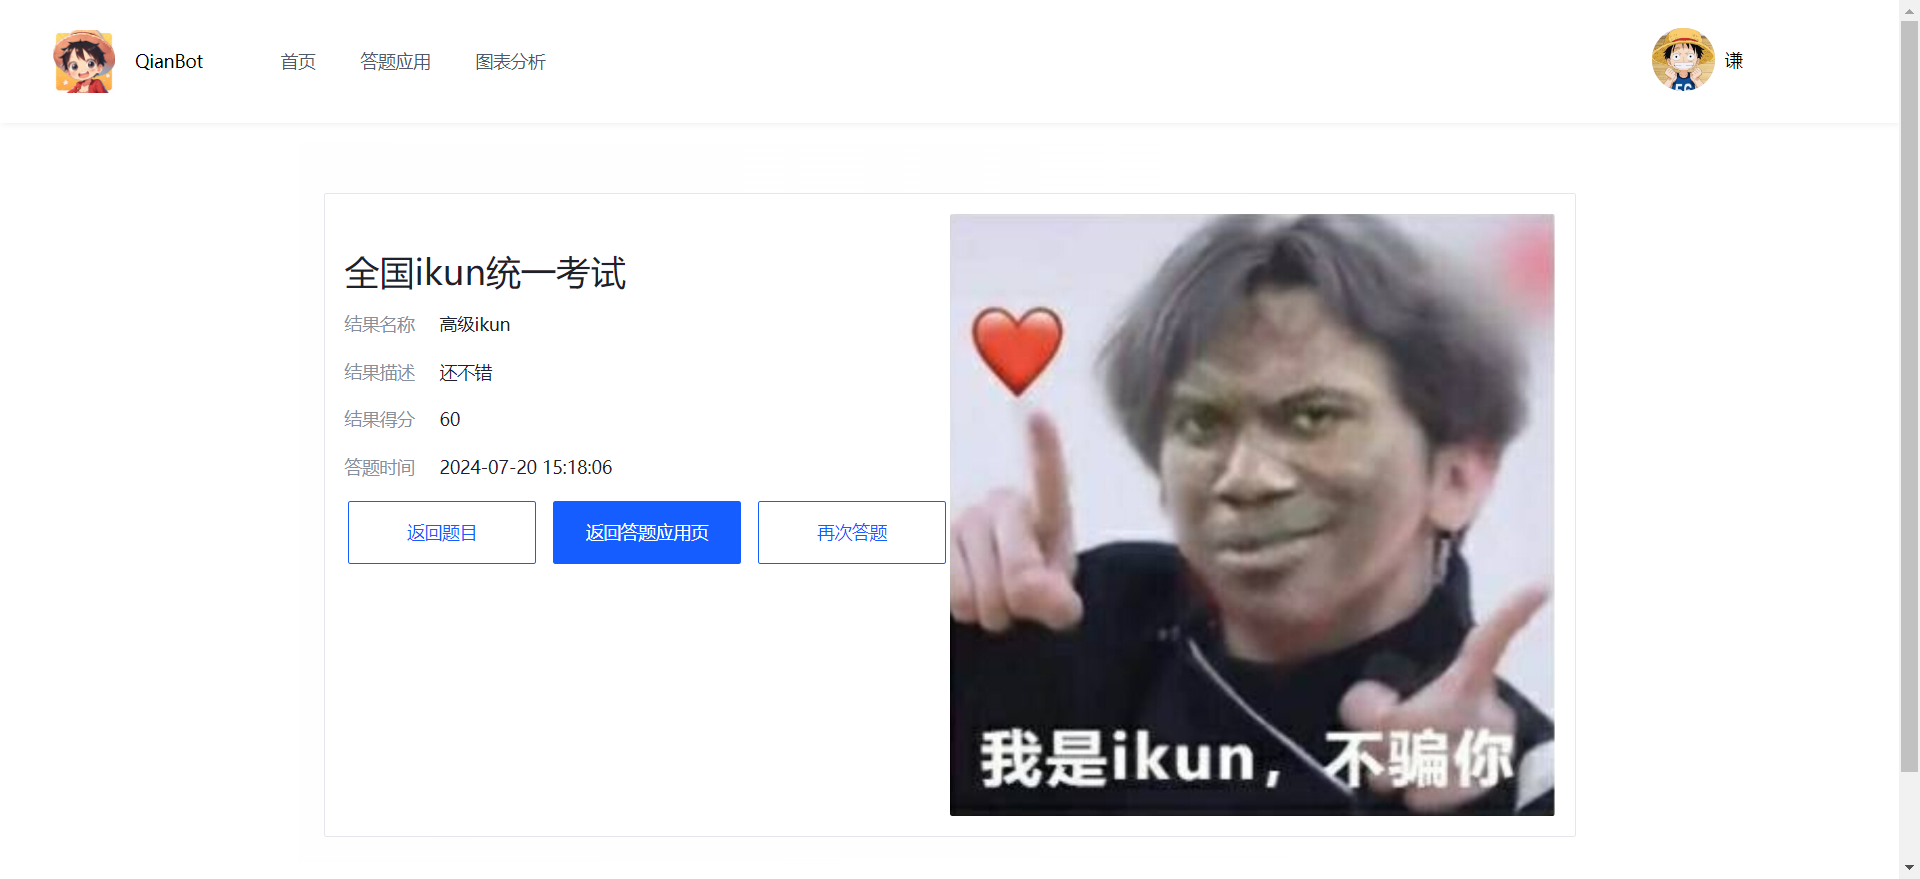 QianBot 首页 答题应用 图表分析 谦
全国ikun统一考试
结果名称 高级ikun
结果描述 还不错
结果得分 60
答题时间 2024-07-20 15:18:06
返回题目 返回答题应用页 再次答题
我是ikun，不骗你